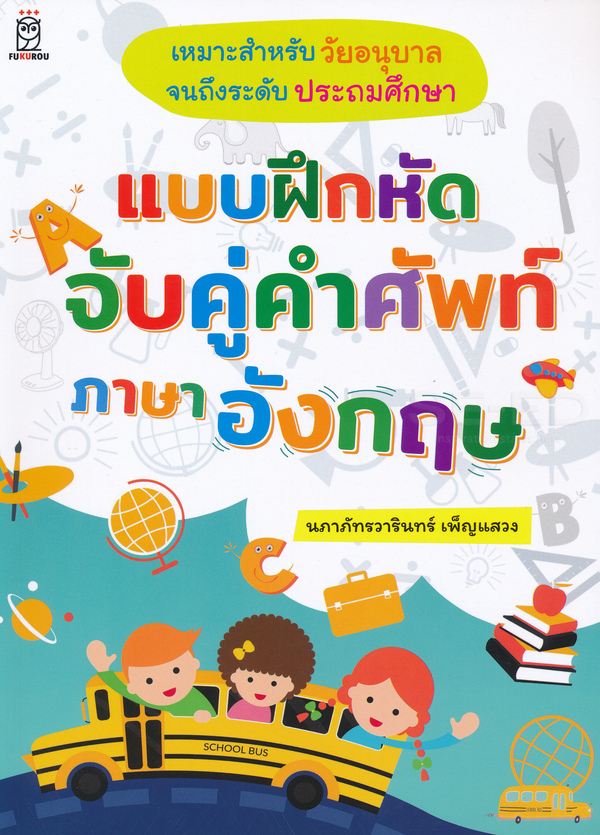 FUKUROU
เหมาะสำหรับ วัยอนุบาล
จนถึงระดับ ประถมศึกษา
แบบฝึกหัด
จับคู่คำศัพท์
ภาษาอังกฤษ
นภาภัทรวารินทร์ เพ็ญแสวง
A
B
C
SCHOOL BUS